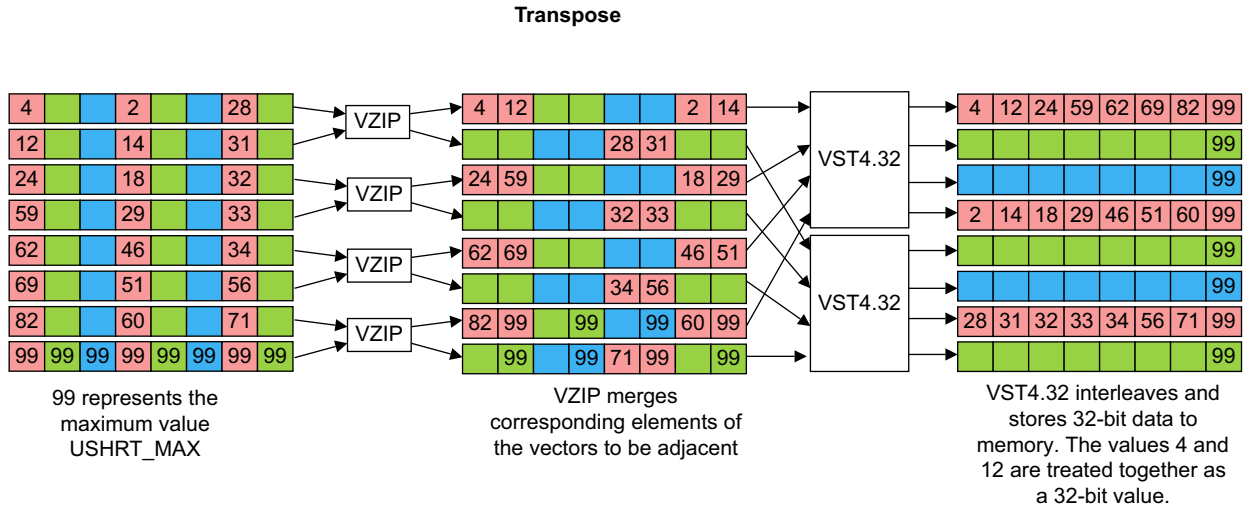 Transpose
4 2 28
12 14 31
24 18 32
59 29 33
62 46 34
69 51 56
82 60 71
99 99 99 99 99 99 99 99
VZIP
VZIP
VZIP
VZIP
4 12 2 14
28 31
24 59 18 29
32 33
62 69 46 51
34 56
82 99 99 99 60 99
99 99 71 99 99
VST4.32
VST4.32
4 12 24 59 62 69 82 99
99
99
2 14 18 29 46 51 60 99
99
99
28 31 32 33 34 56 71 99
99
99 represents the
maximum value
USHRT_MAX
VZIP merges
corresponding elements of
the vectors to be adjacent
VST4.32 interleaves and
stores 32-bit data to
memory. The values 4 and
12 are treated together as
a 32-bit value.